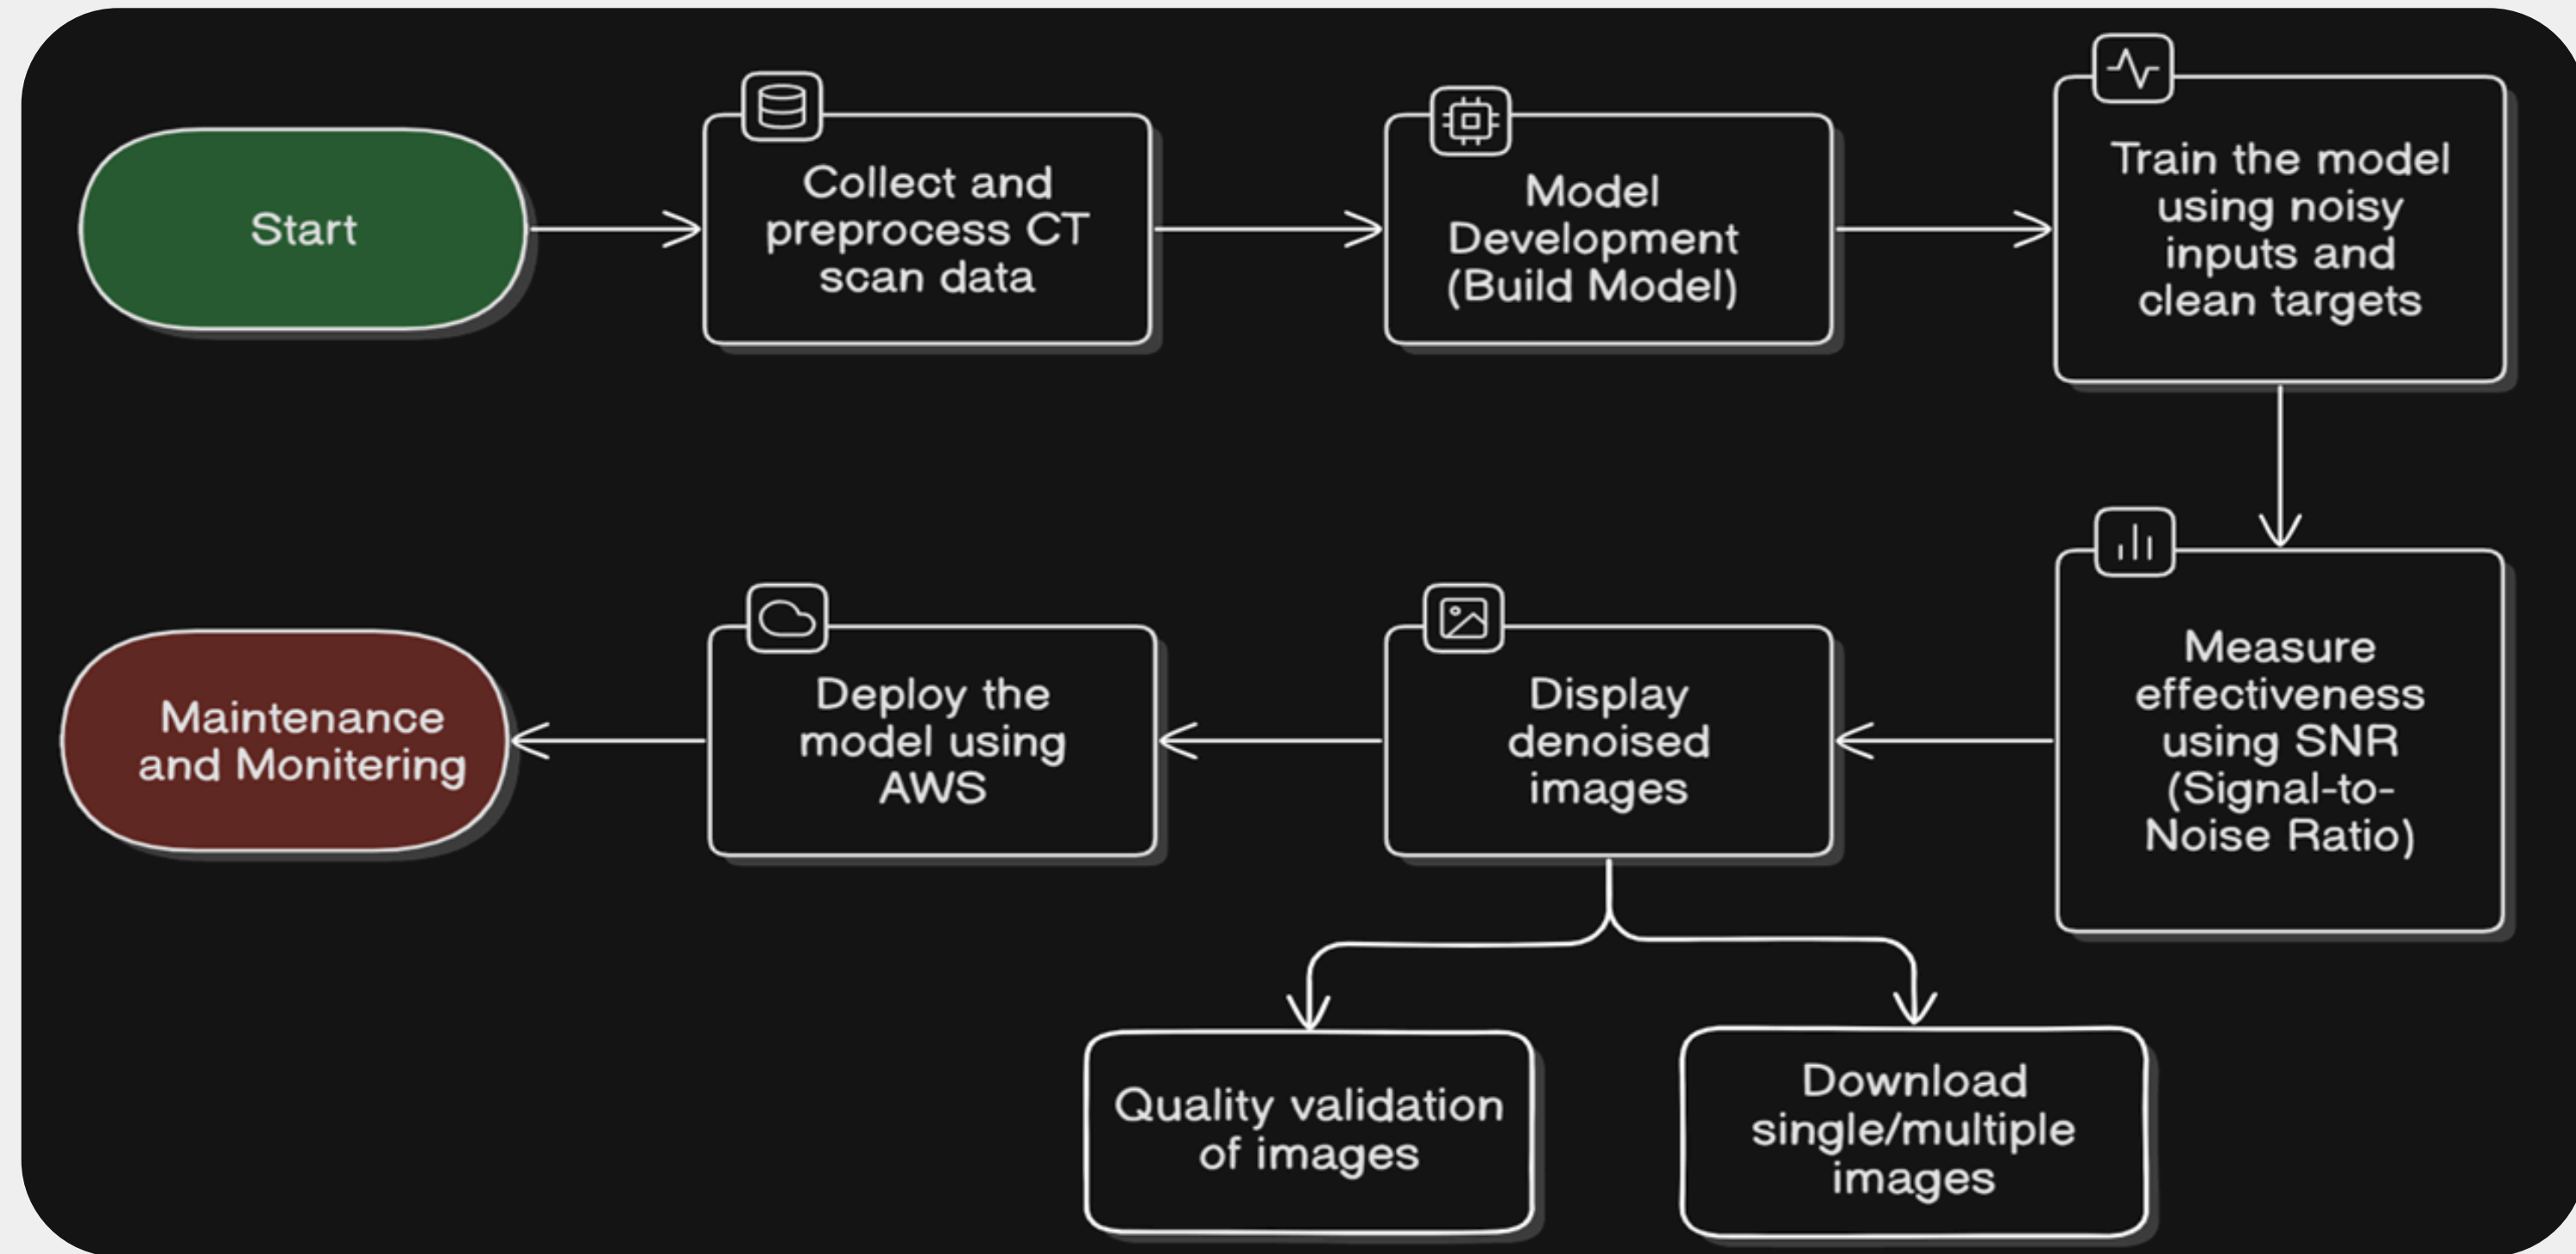 Start
Collect and
preprocess CT
scan data
Model
Development
(Build Model)
Train the model
using noisy
inputs and
clean targets
Measure
effectiveness
using SNR
(Signal-to-
Noise Ratio)
Display
denoised
images
Deploy the
model using
AWS
Maintenance
and Monitering
Quality validation
of images
Download
single/multiple
images